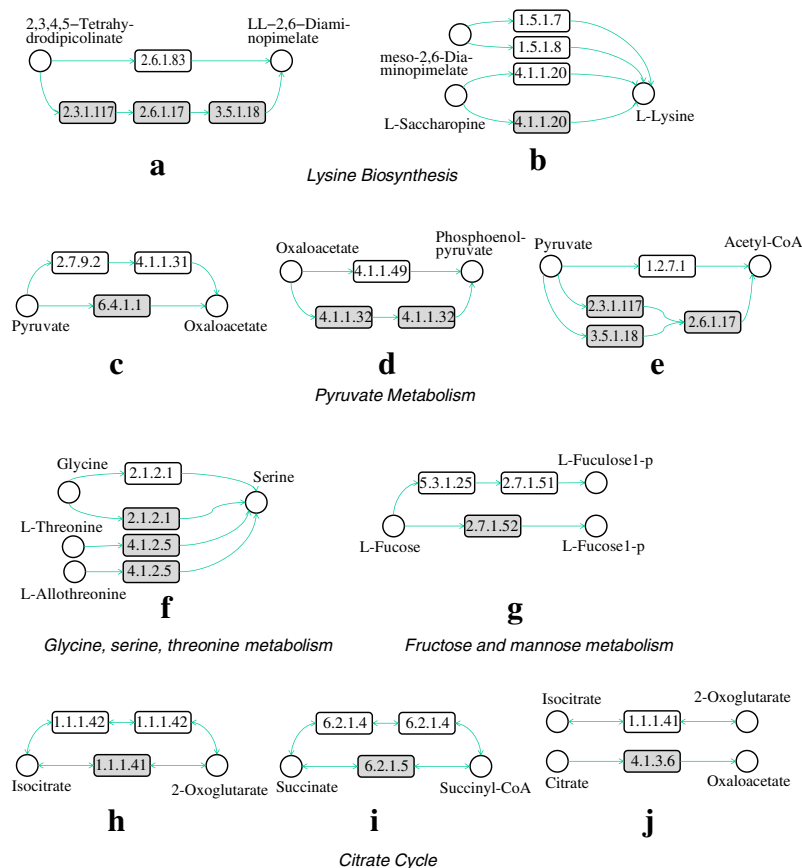 2,3,4,5−Tetrahy-
drodipicolinate
LL−2,6−Diami-
nopimelate
2.6.1.83
2.3.1.117
2.6.1.17
3.5.1.18
a
1.5.1.7
1.5.1.8
meso-2,6-Dia-
minopimelate
4.1.1.20
L-Saccharopine
4.1.1.20
L-Lysine
b
Lysine Biosynthesis
2.7.9.2
4.1.1.31
6.4.1.1
Pyruvate
Oxaloacetate
c
Oxaloacetate
Phosphoenol-
pyruvate
4.1.1.49
4.1.1.32
4.1.1.32
d
Pyruvate
Acetyl-CoA
1.2.7.1
2.3.1.117
3.5.1.18
2.6.1.17
e
Pyruvate Metabolism
Glycine
2.1.2.1
Serine
2.1.2.1
L-Threonine
4.1.2.5
4.1.2.5
L-Allothreonine
f
L-Fuculose1-p
5.3.1.25
2.7.1.51
2.7.1.52
L-Fucose
L-Fucose1-p
g
Glycine, serine, threonine metabolism
Fructose and mannose metabolism
1.1.1.42
1.1.1.42
1.1.1.41
Isocitrate
2-Oxoglutarate
h
6.2.1.4
6.2.1.4
6.2.1.5
Succinate
Succinyl-CoA
i
Isocitrate
2-Oxoglutarate
1.1.1.41
4.1.3.6
Citrate
Oxaloacetate
j
Citrate Cycle